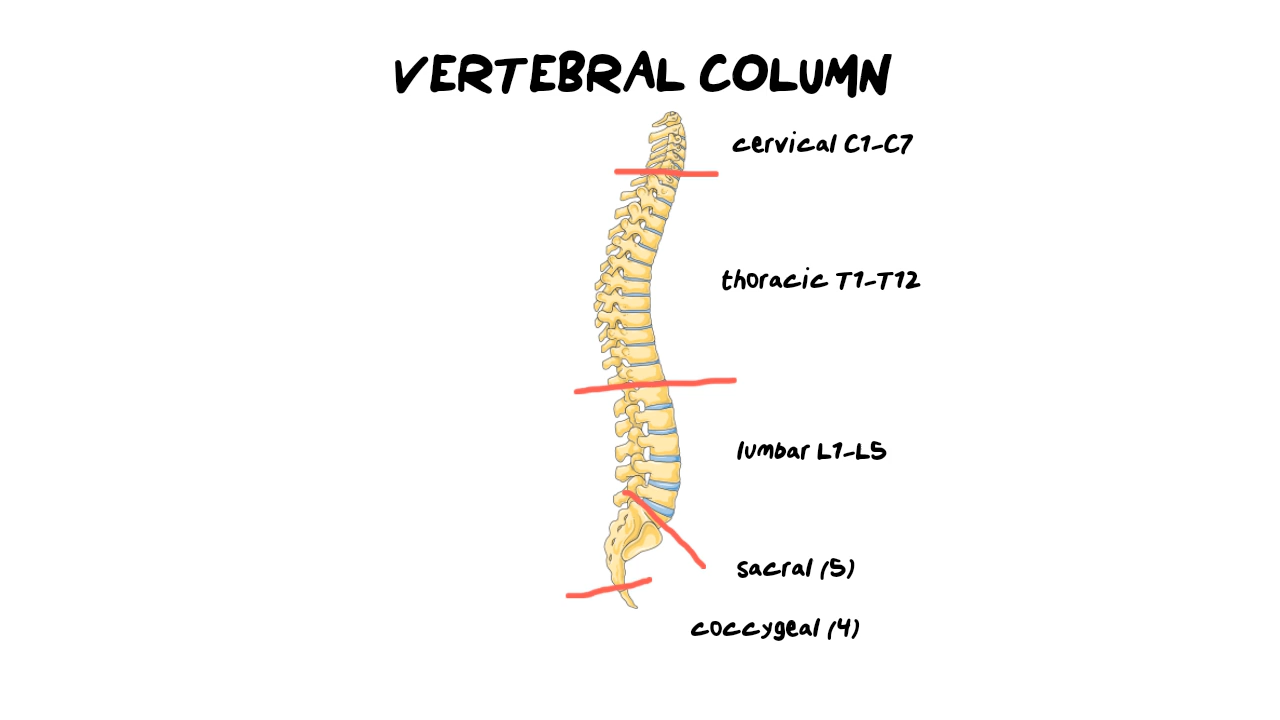 VERTEBRAL COLUMN
cervical C1-C7
thoracic T1-T12
lumbar L1-L5
sacral (5)
coccygeal (4)